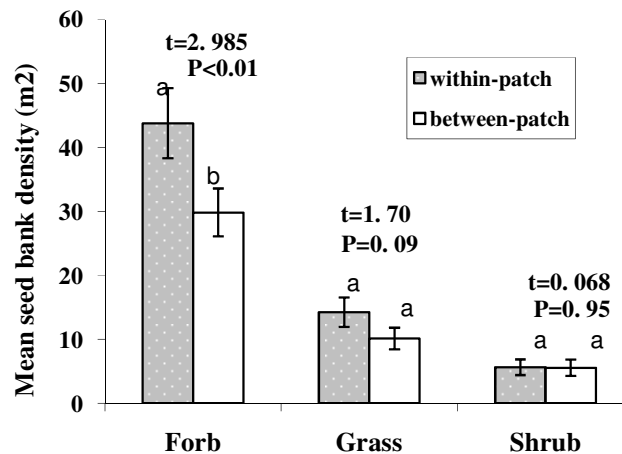 Mean seed bank density (m2)
60
50
40
30
20
10
0
t=2. 985
P<0.01
a
b
t=1. 70
P=0. 09
a
a
t=0. 068
P=0. 95
a
a
within-patch
between-patch
Forb
Grass
Shrub